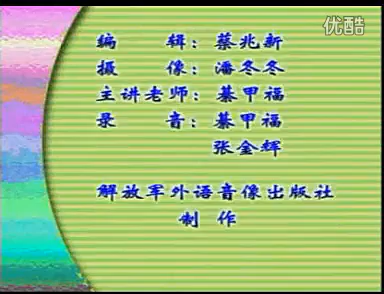 优酷
编 辑：蔡兆新
摄 像：潘冬冬
主讲老师：綦甲福
录 音：綦甲福
张金辉
解放军外语音像出版社
制 作